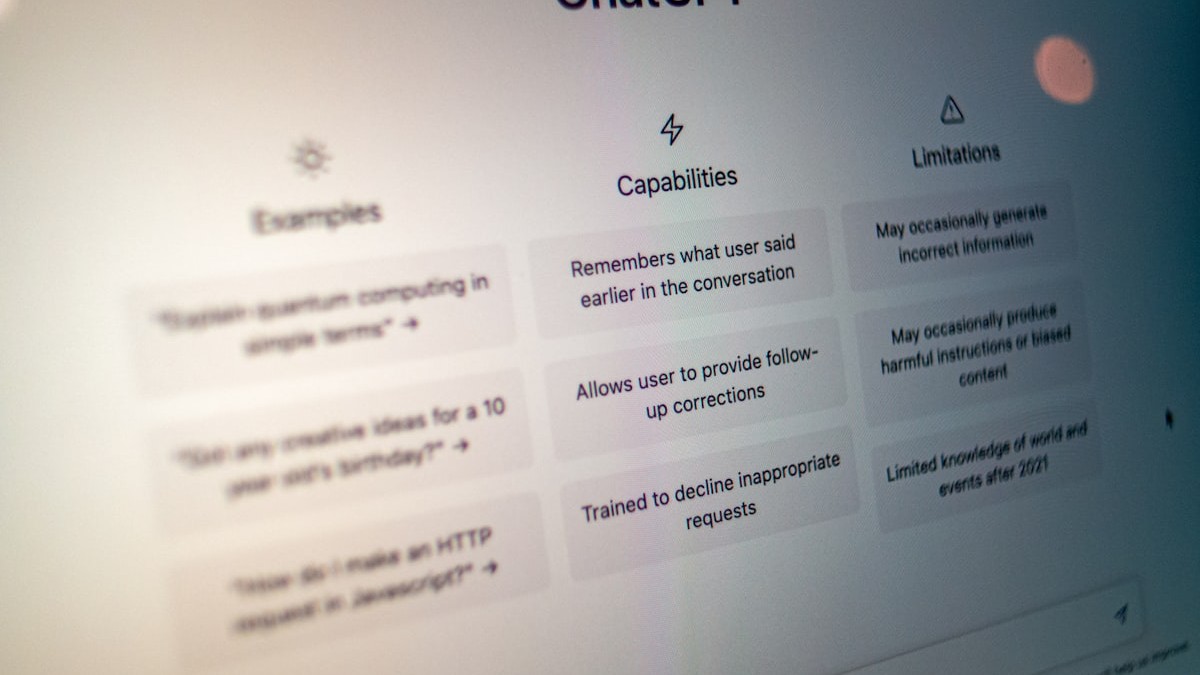 ChatGPT
Examples
"Explain quantum computing in
simple terms" →
"Got any creative ideas for a 10
year old's birthday?" →
"How do I make an HTTP
request in Javascript?" →
Capabilities
Remembers what user said
earlier in the conversation
Allows user to provide follow-
up corrections
Trained to decline inappropriate
requests
Limitations
May occasionally generate
incorrect information
May occasionally produce
harmful instructions or biased
content
Limited knowledge of world and
events after 2021
help us improve